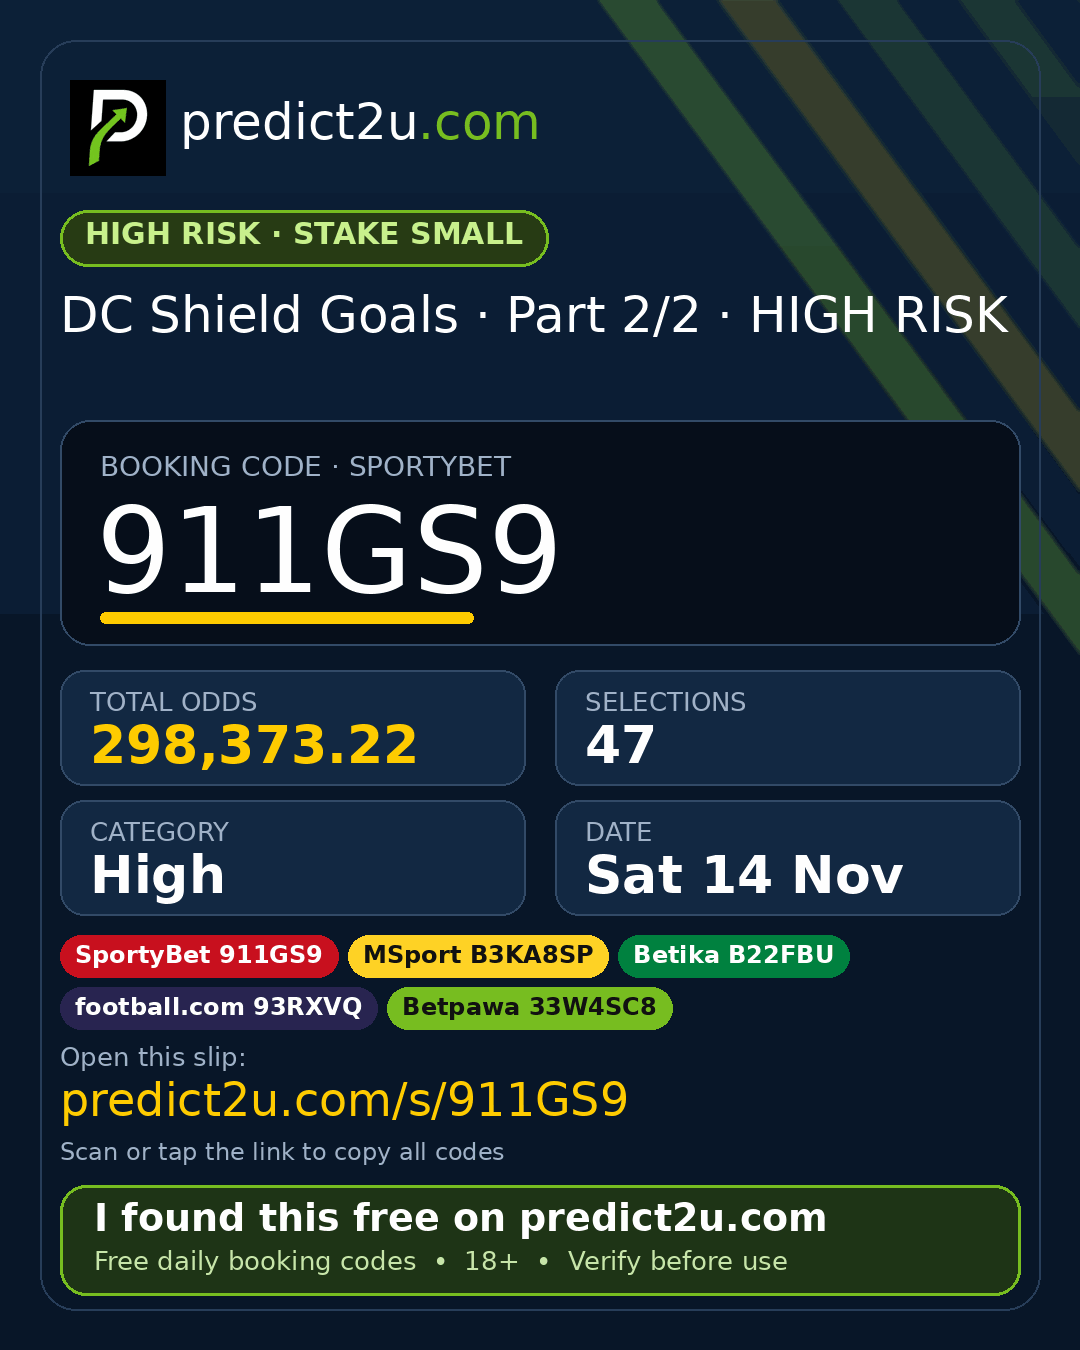 predict2u.com
HIGH RISK · STAKE SMALL
DC Shield Goals · Part 2/2 · HIGH RISK
BOOKING CODE · SPORTYBET
911GS9
TOTAL ODDS
298,373.22
SELECTIONS
47
CATEGORY
High
DATE
Sat 14 Nov
SportyBet 911GS9
MSport B3KA8SP
Betika B22FBU
football.com 93RXVQ
Betpawa 33W4SC8
Open this slip:
predict2u.com/s/911GS9
Scan or tap the link to copy all codes
I found this free on predict2u.com
Free daily booking codes • 18+ • Verify before use